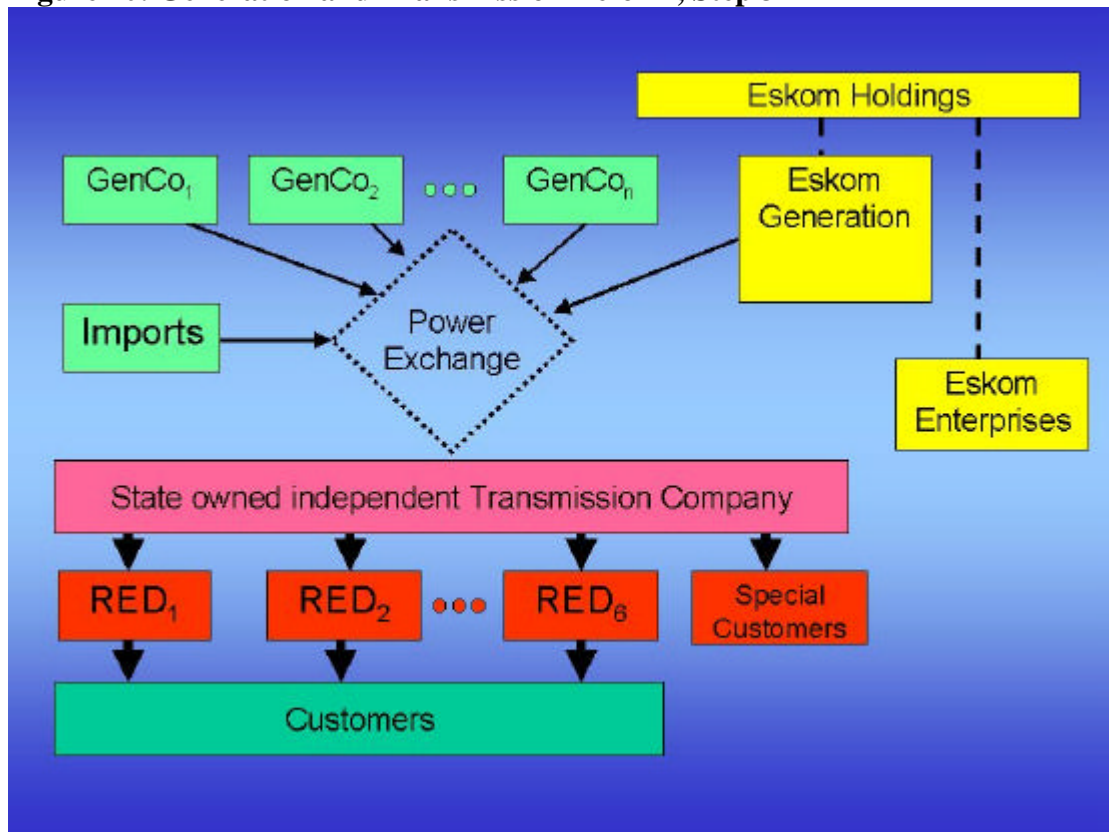 Eskom Holdings
GenCo₁
GenCo₂
GenCoₙ
Eskom
Generation
Imports
Power
Exchange
Eskom
Enterprises
State owned independent Transmission Company
RED₁
RED₂
RED₆
Special
Customers
Customers